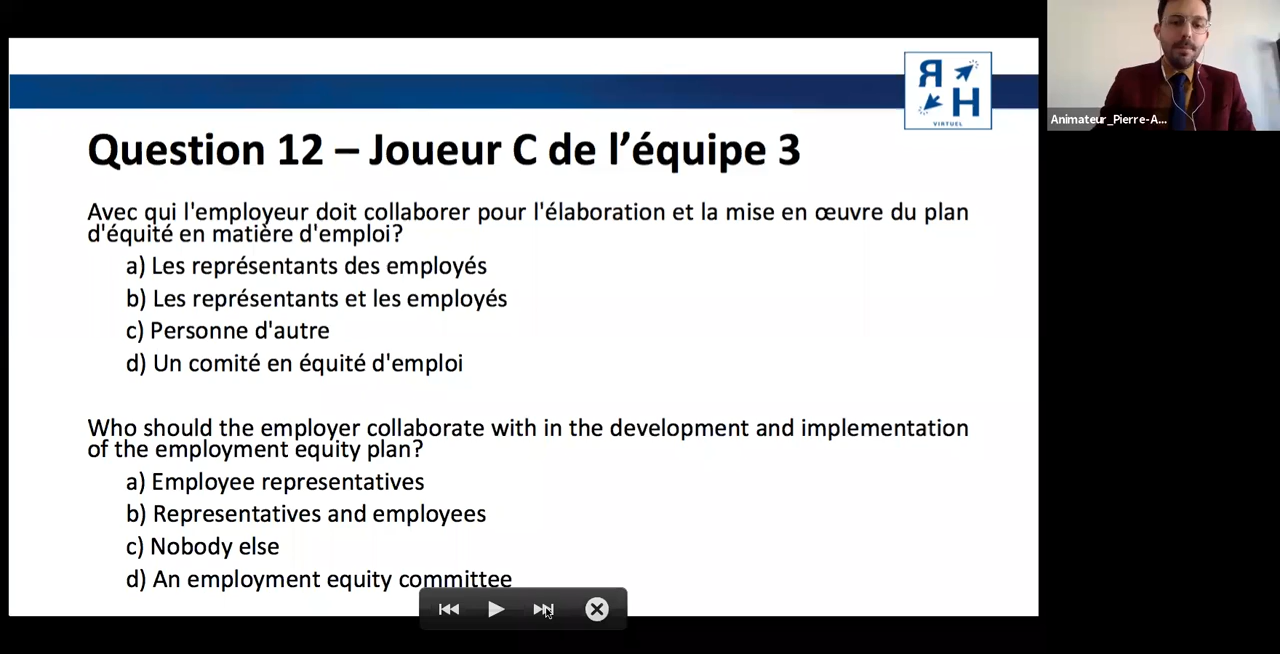 ЯH
VIRTUEL
Animateur_Pierre-A...
Question 12 – Joueur C de l’équipe 3
Avec qui l'employeur doit collaborer pour l'élaboration et la mise en œuvre du plan
d'équité en matière d'emploi?
a) Les représentants des employés
b) Les représentants et les employés
c) Personne d'autre
d) Un comité en équité d'emploi
Who should the employer collaborate with in the development and implementation
of the employment equity plan?
a) Employee representatives
b) Representatives and employees
c) Nobody else
d) An employment equity committee